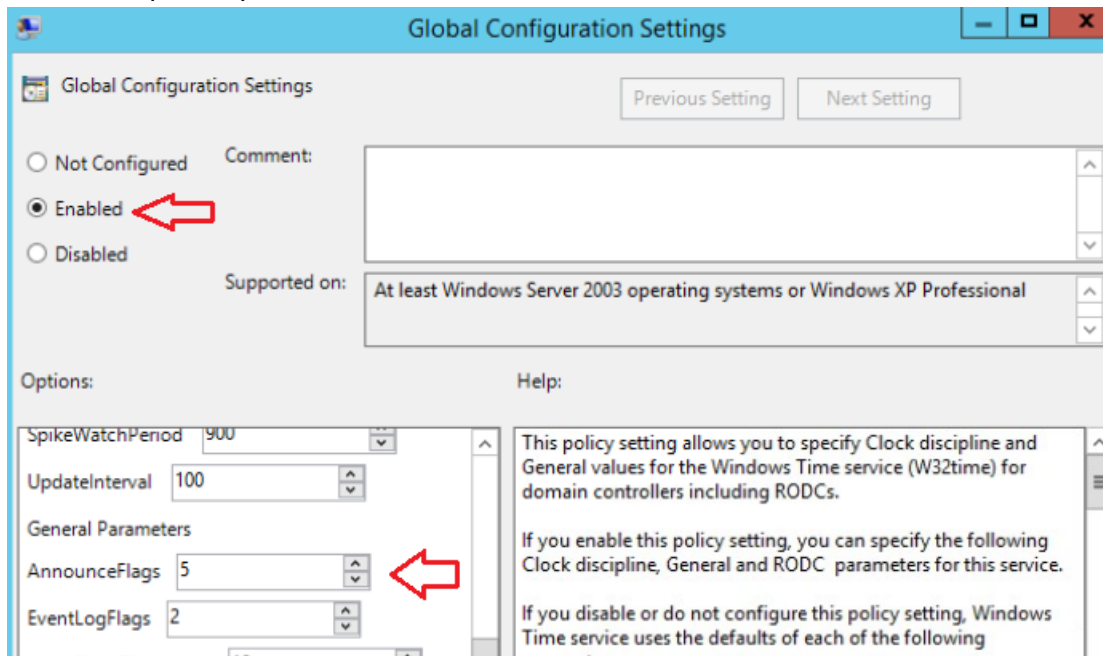 Global Configuration Settings
Global Configuration Settings
Previous Setting
Next Setting
Not Configured
Comment:
Enabled
Disabled
Supported on:
At least Windows Server 2003 operating systems or Windows XP Professional
Options:
Help:
SpikeWatchPeriod 900
UpdateInterval 100
General Parameters
AnnounceFlags 5
EventLogFlags 2
This policy setting allows you to specify Clock discipline and
General values for the Windows Time service (W32time) for
domain controllers including RODCs.
If you enable this policy setting, you can specify the following
Clock discipline, General and RODC parameters for this service.
If you disable or do not configure this policy setting, Windows
Time service uses the defaults of each of the following